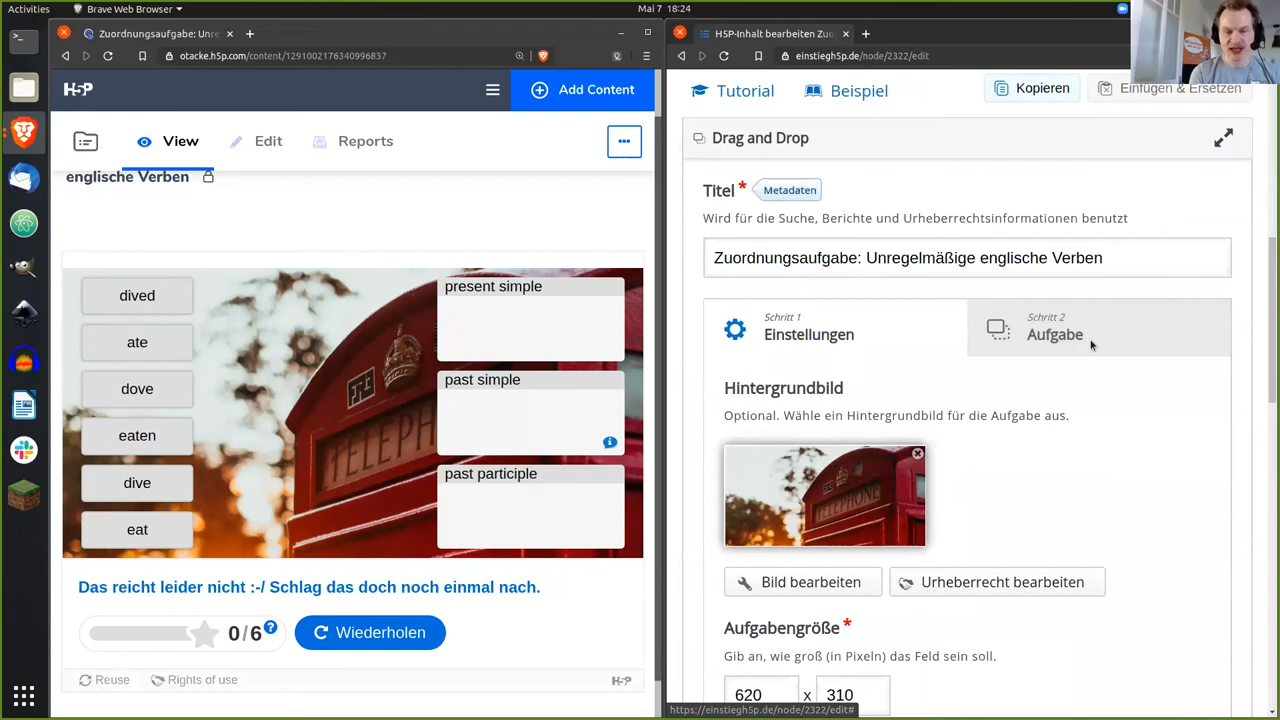 Activities
Brave Web Browser
Mai 7 18:24
Zuordnungsaufgabe: Unre
otacke.h5p.com/content/1291002176340996837
H5P
Add Content
View
Edit
Reports
englische Verben
dived
ate
dove
eaten
dive
eat
TELEPH
present simple
past simple
past participle
Das reicht leider nicht :-/ Schlag das doch noch einmal nach.
0/6
Wiederholen
Reuse
Rights of use
H5P
H5P-Inhalt bearbeiten Zuo
einstiegh5p.de/node/2322/edit
Tutorial
Beispiel
Kopieren
Einfügen & Ersetzen
Drag and Drop
Titel *
Metadaten
Wird für die Suche, Berichte und Urheberrechtsinformationen benutzt
Zuordnungsaufgabe: Unregelmäßige englische Verben
Schritt 1
Einstellungen
Schritt 2
Aufgabe
Hintergrundbild
Optional. Wähle ein Hintergrundbild für die Aufgabe aus.
TELEPHONE
Bild bearbeiten
Urheberrecht bearbeiten
Aufgabengröße *
Gib an, wie groß (in Pixeln) das Feld sein soll.
620 x 310
https://einstiegh5p.de/node/2322/edit#